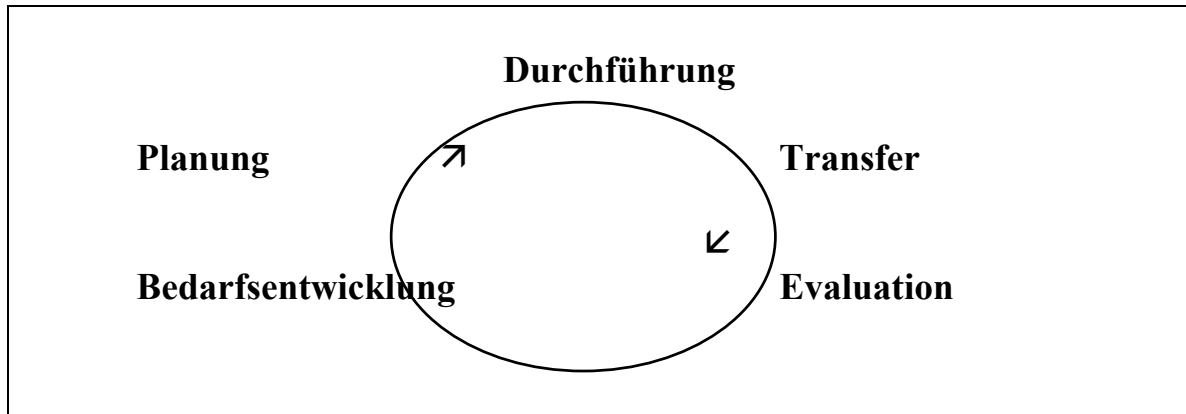 Durchführung
Planung
Transfer
Bedarfsentwicklung
Evaluation